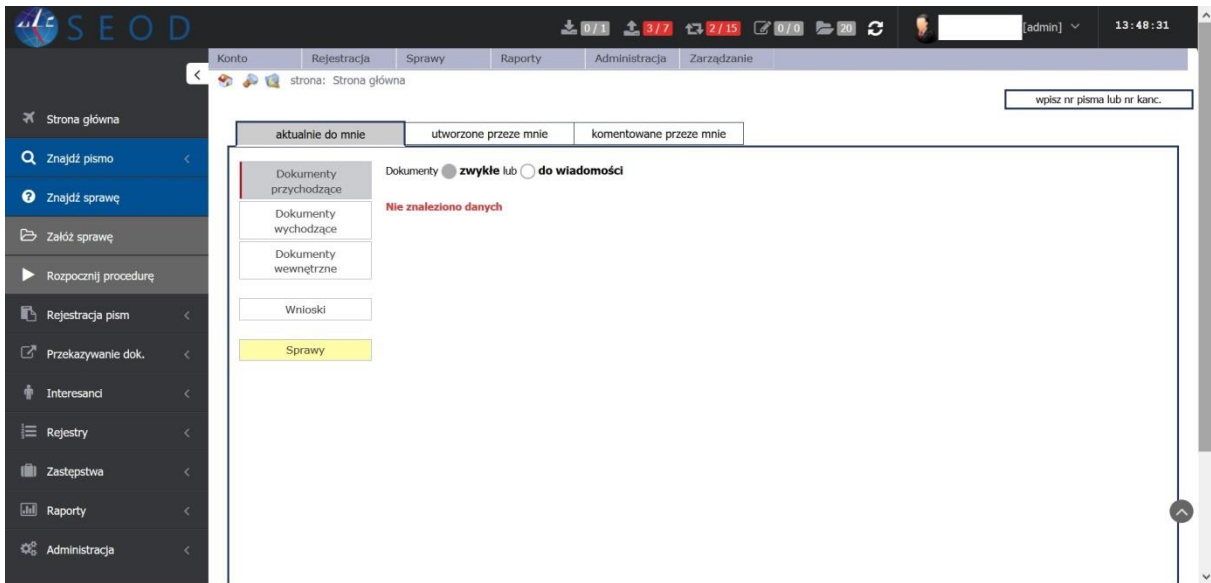 SEOD
0/1 3/7 2/15 0/0 20 [admin] 13:48:31
Konto Rejestracja Sprawy Raporty Administracja Zarządzanie
strona: Strona główna
wpisz nr pisma lub nr kanc.
Strona główna
Znajdź pismo
Znajdź sprawę
Załóż sprawę
Rozpocznij procedurę
Rejestracja pism
Przekazywanie dok.
Interesanci
Rejestry
Zastępstwa
Raporty
Administracja
aktualnie do mnie utworzone przeze mnie komentowane przeze mnie
Dokumenty
przychodzące
Dokumenty
wychodzące
Dokumenty
wewnętrzne
Wnioski
Sprawy
Dokumenty zwykłe lub do wiadomości
Nie znaleziono danych